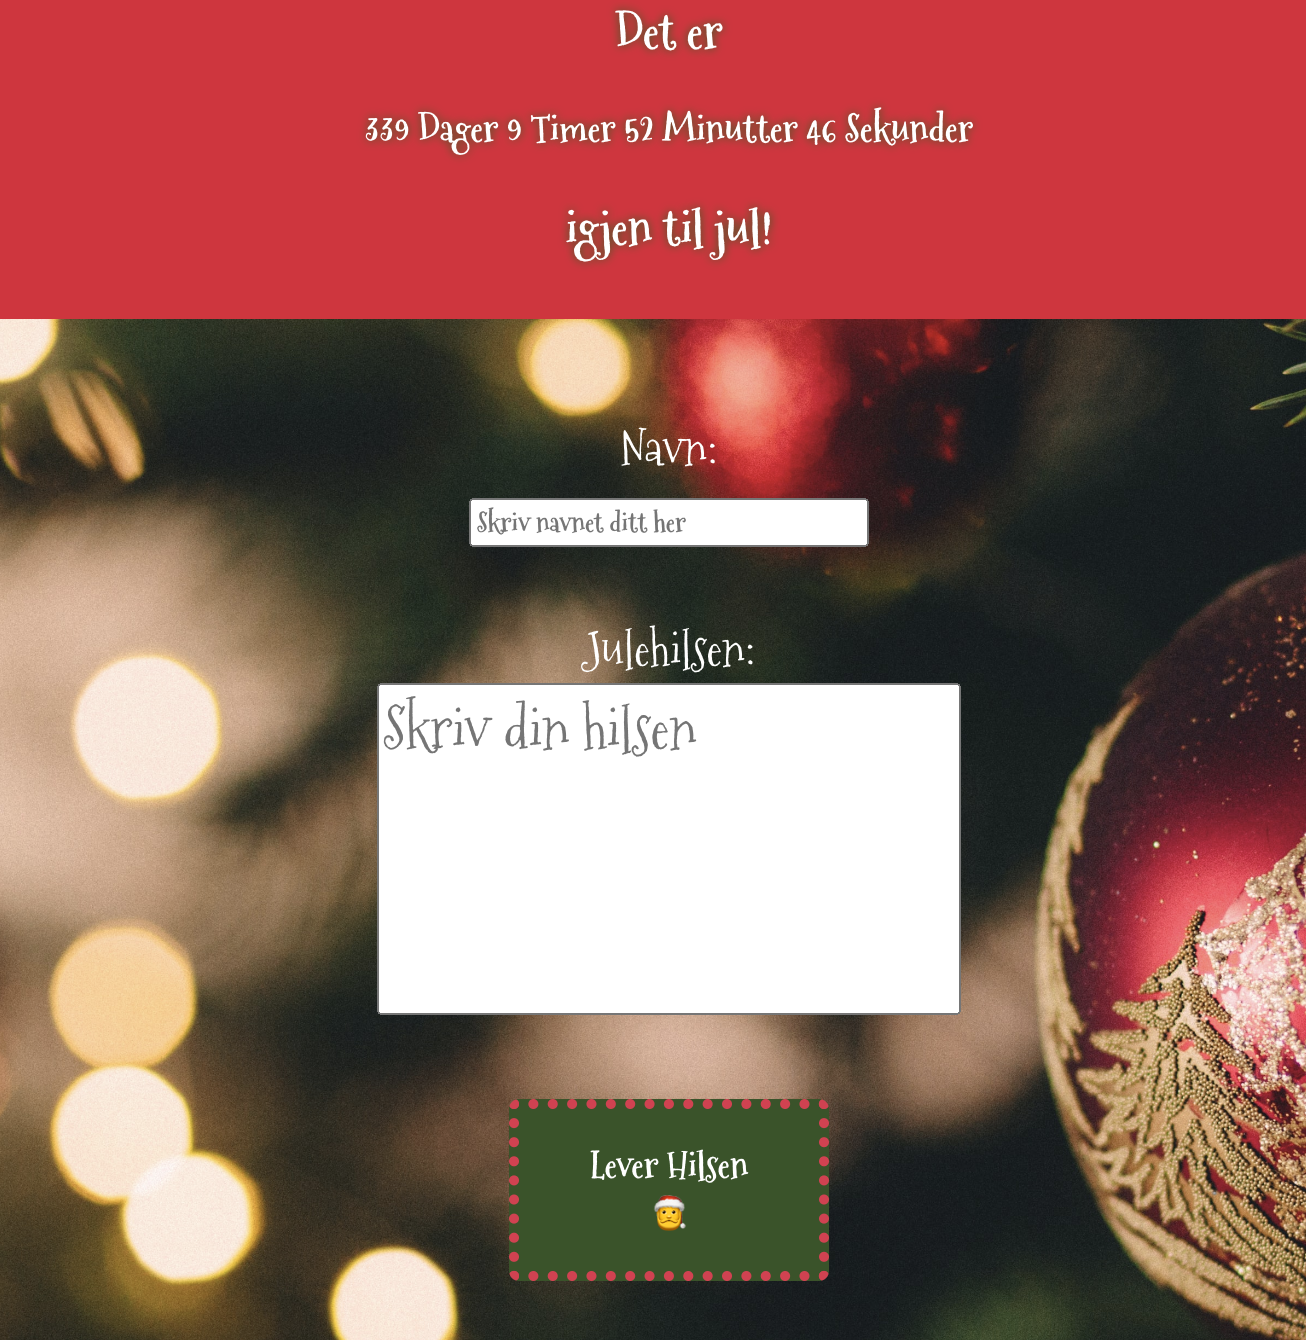 Det er
339 Dager 9 Timer 52 Minutter 46 Sekunder
igjen til jul!
Navn:
Skriv navnet ditt her
Julehilsen:
Skriv din hilsen
Lever Hilsen